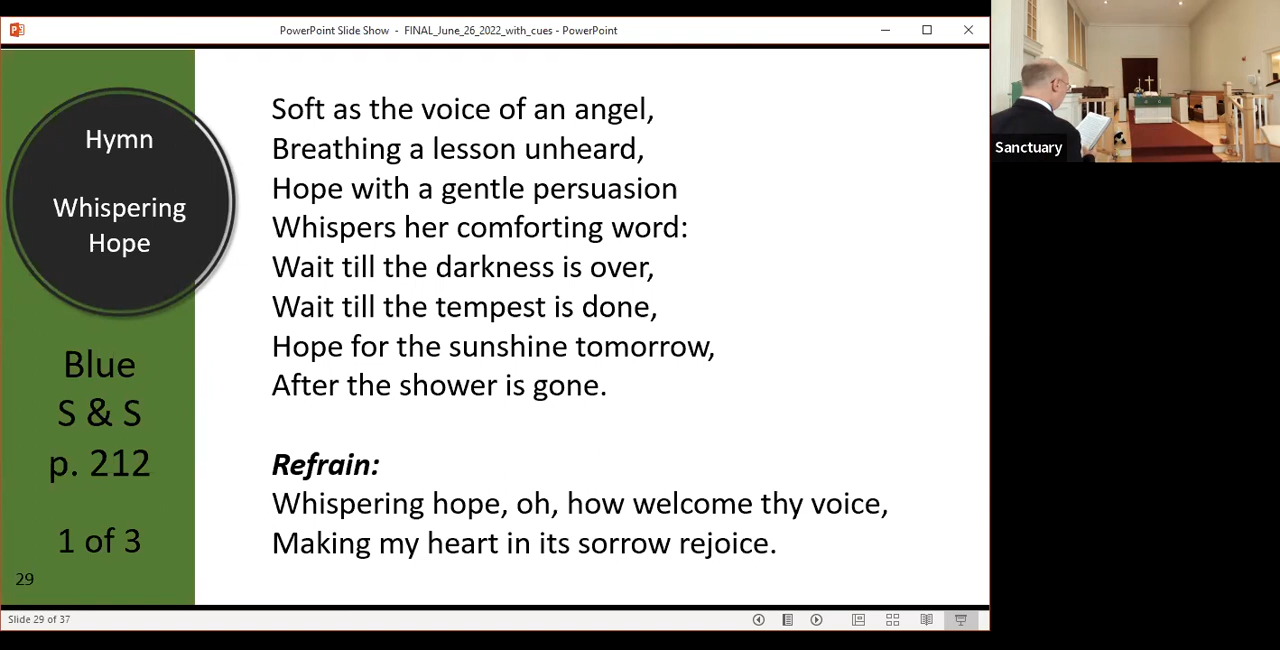 PowerPoint Slide Show - FINAL_June_26_2022_with_cues - PowerPoint
Hymn
Whispering
Hope
Blue
S & S
p. 212
1 of 3
29
Soft as the voice of an angel,
Breathing a lesson unheard,
Hope with a gentle persuasion
Whispers her comforting word:
Wait till the darkness is over,
Wait till the tempest is done,
Hope for the sunshine tomorrow,
After the shower is gone.
Refrain:
Whispering hope, oh, how welcome thy voice,
Making my heart in its sorrow rejoice.
Slide 29 of 37
Sanctuary